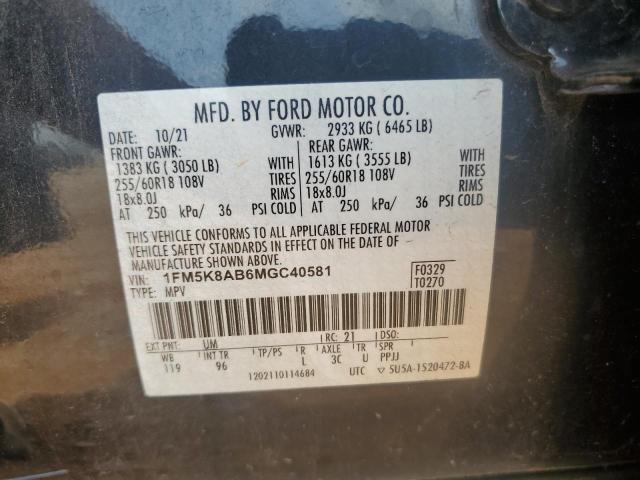 MFD. BY FORD MOTOR CO.
DATE: 10/21 GVWR: 2933 KG ( 6465 LB)
FRONT GAWR: REAR GAWR:
1383 KG ( 3050 LB) WITH 1613 KG ( 3555 LB) WITH
255/60R18 108V TIRES 255/60R18 108V TIRES
18x8.0J RIMS 18x8.0J RIMS
AT 250 kPa/ 36 PSI COLD AT 250 kPa/ 36 PSI COLD
THIS VEHICLE CONFORMS TO ALL APPLICABLE FEDERAL MOTOR
VEHICLE SAFETY STANDARDS IN EFFECT ON THE DATE OF
MANUFACTURE SHOWN ABOVE.
VIN: 1FM5K8AB6MGC40581 F0329
TYPE: MPV T0270
EXT PNT: UM RC: 21 DSO:
WB INT TR TP/PS R AXLE TR SPR
119 96 L 3C U PPJJ
1202110114684 UTC ▽ 5U5A-1520472-BA